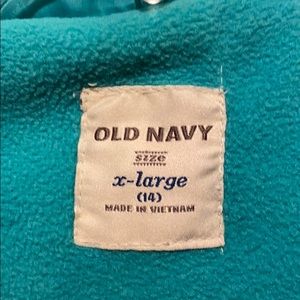 OLD NAVY
size
x-large
(14)
MADE IN VIETNAM